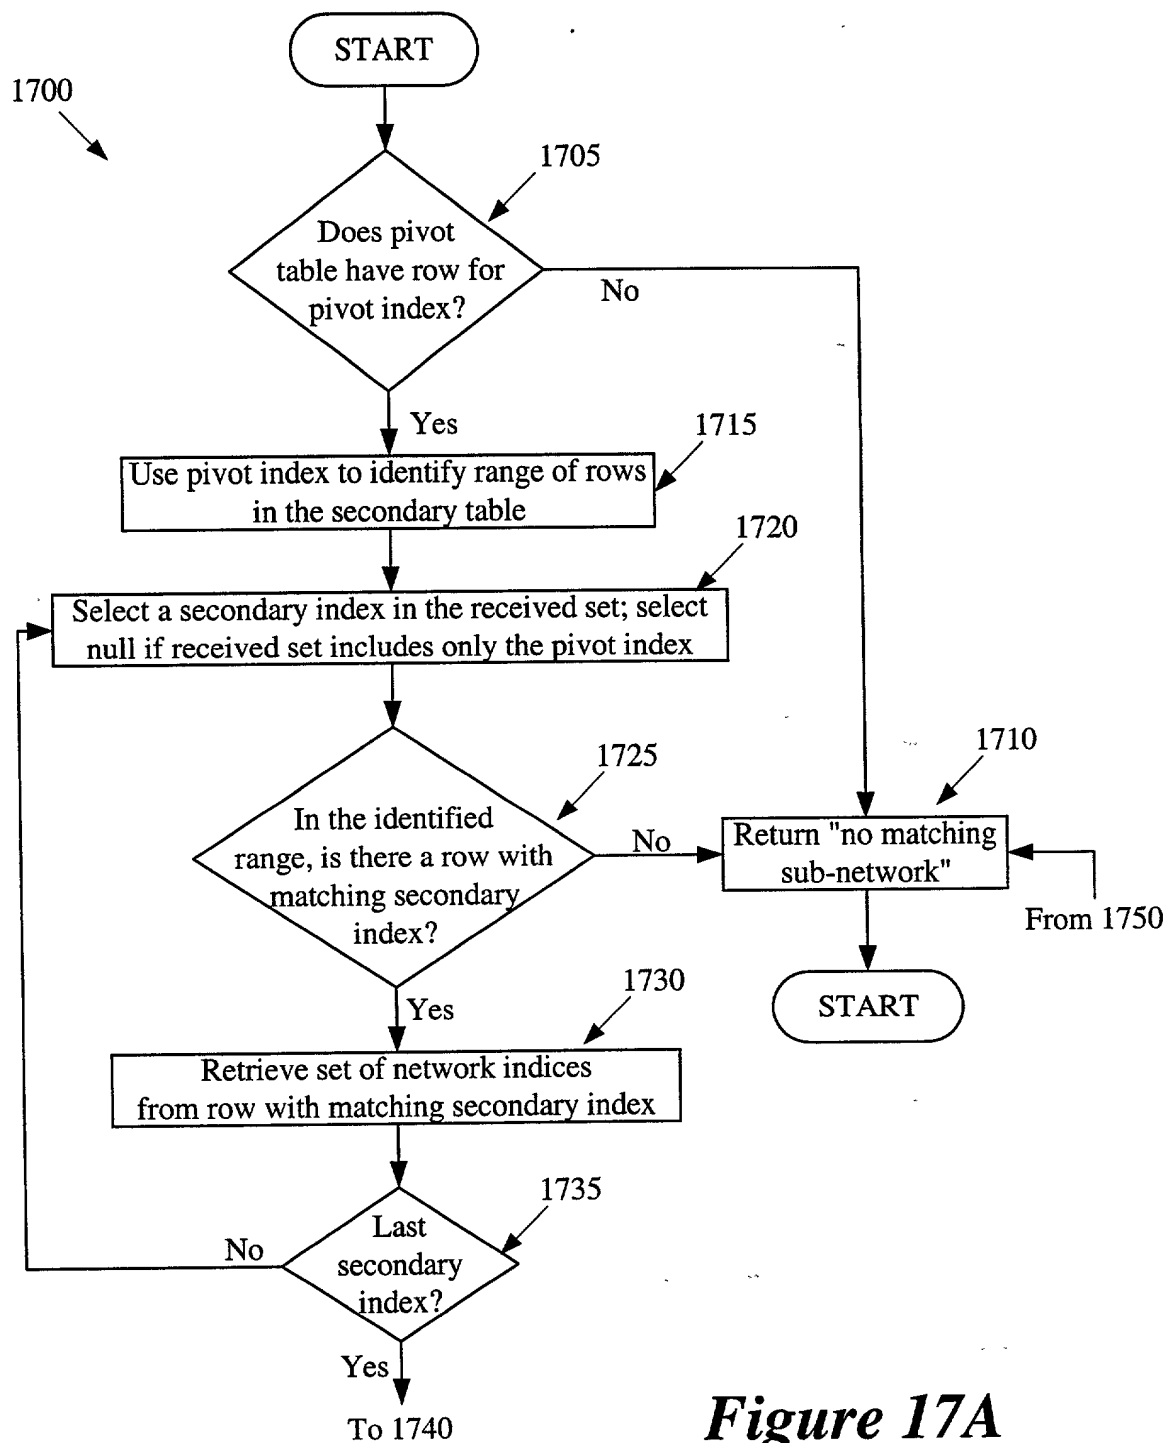 START
1700
1705
Does pivot
table have row for
pivot index?
No
Yes
1715
Use pivot index to identify range of rows
in the secondary table
1720
Select a secondary index in the received set; select
null if received set includes only the pivot index
1725
In the identified
range, is there a row with
matching secondary
index?
No
1710
Return "no matching
sub-network"
From 1750
START
Yes
1730
Retrieve set of network indices
from row with matching secondary index
1735
Last
secondary
index?
No
Yes
To 1740
Figure 17A